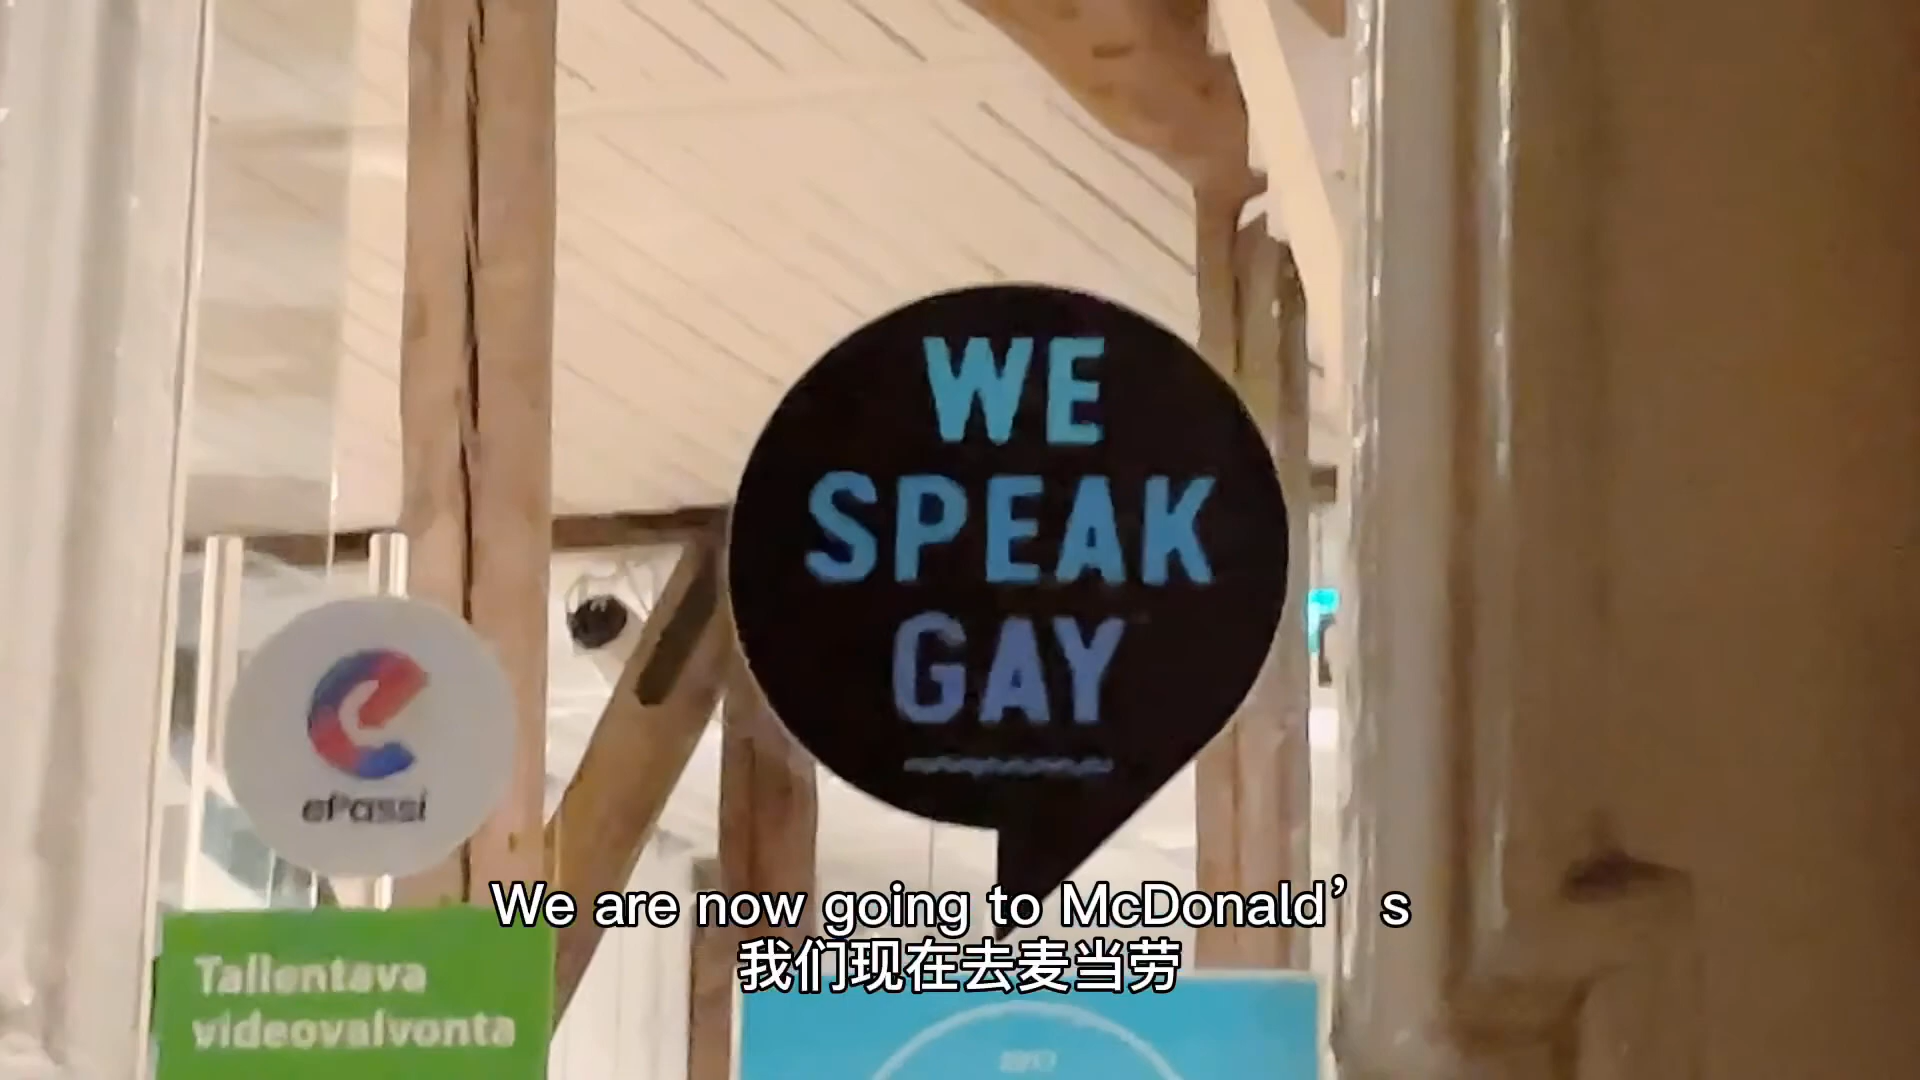 WE
SPEAK
GAY
ePassi
We are now going to McDonald’s
我们现在去麦当劳
Tallentava
videovalvonta